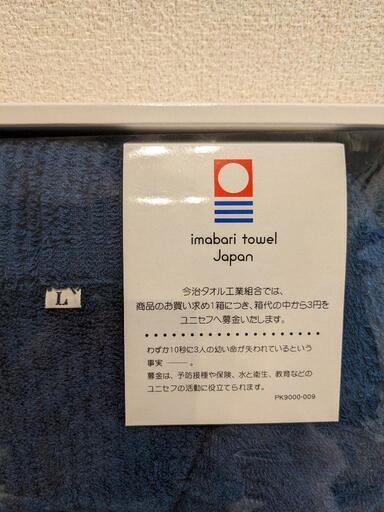 imabari towel
Japan
今治タオル工業組合では、
商品のお買い求め1箱につき、箱代の中から3円を
ユニセフへ募金いたします。
わずか10秒に3人の幼い命が失われているという
事実 ——。
募金は、予防接種や保険、水と衛生、教育などの
ユニセフの活動に役立てられます。
PK9000-009
L